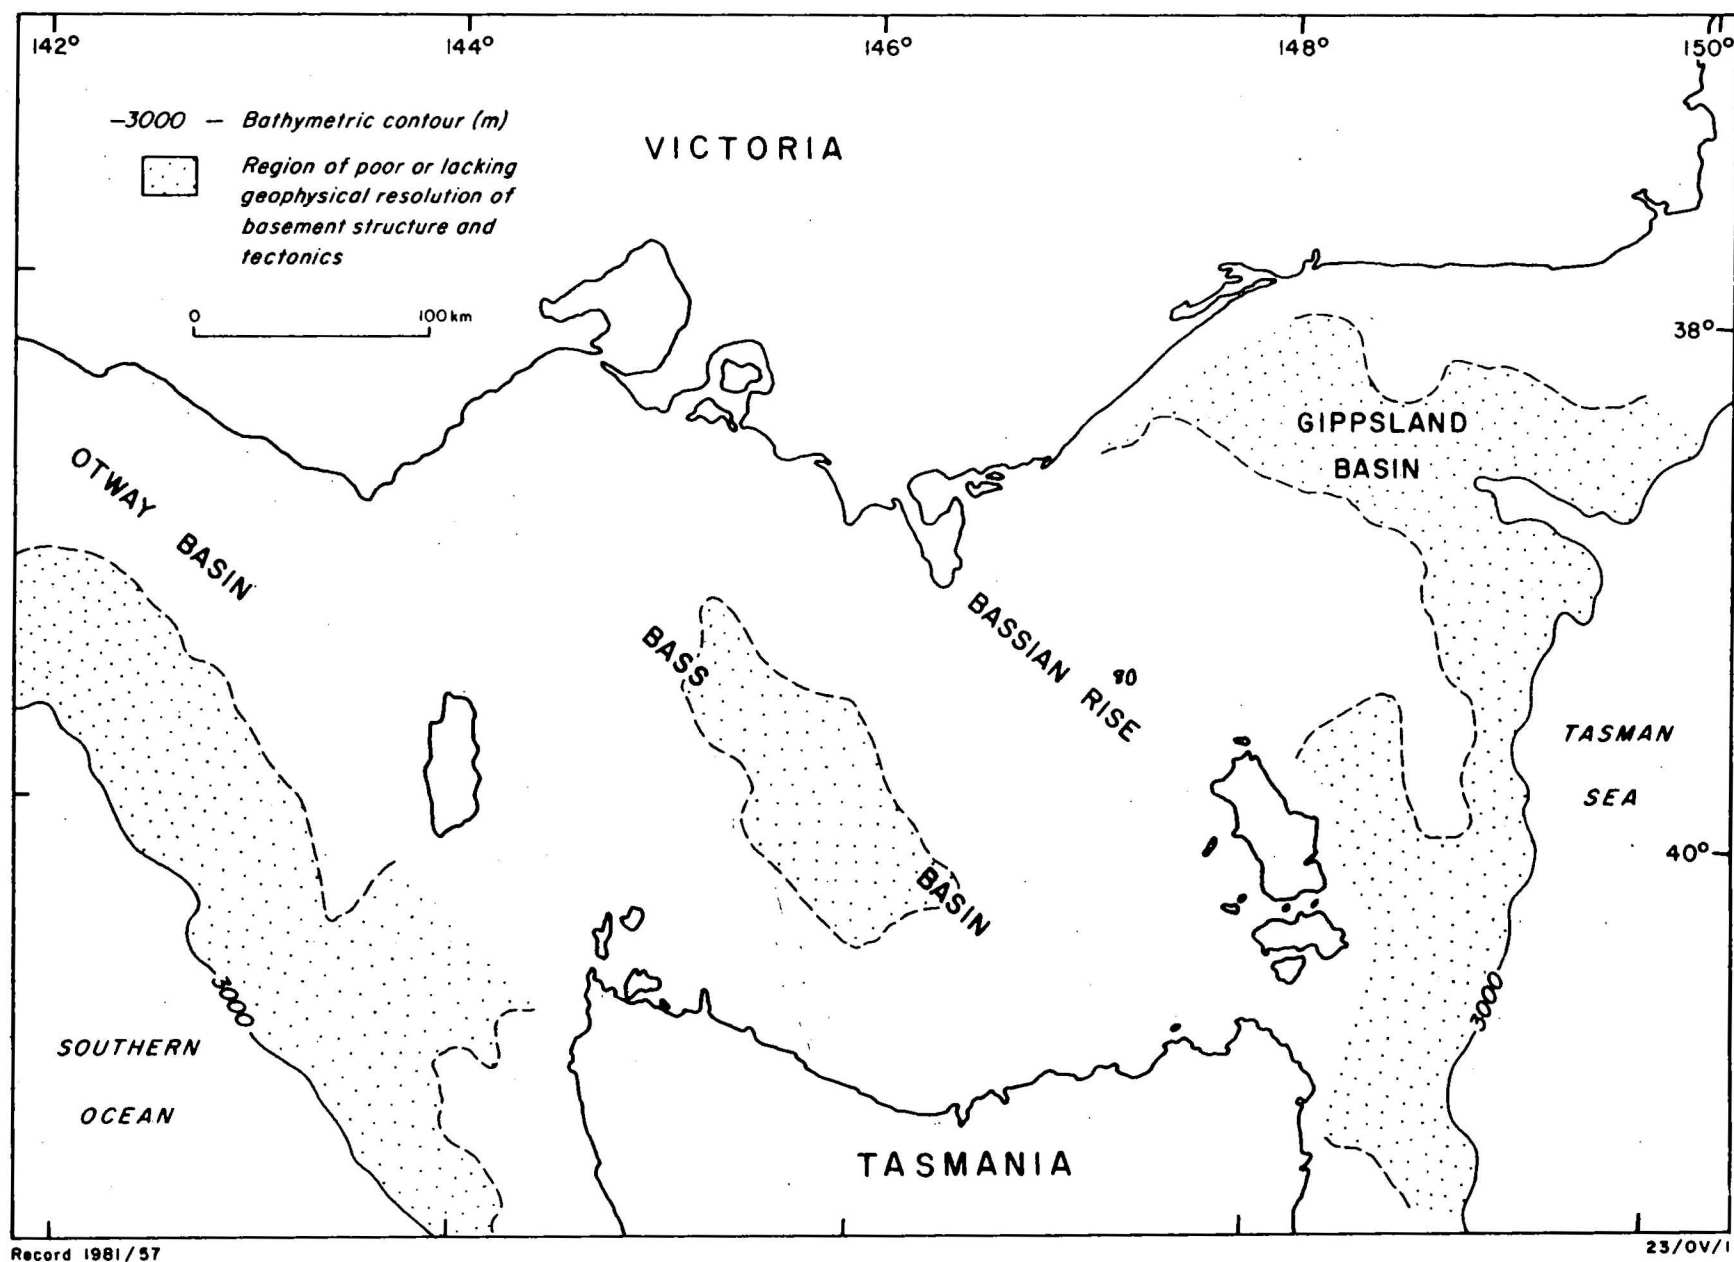 142° 144° 146° 148° 150°
–3000 – Bathymetric contour (m)
Region of poor or lacking
geophysical resolution of
basement structure and
tectonics
0 100 km
VICTORIA
38°
GIPPSLAND
BASIN
OTWAY
BASIN
BASS
BASIN
BASSIAN RISE
TASMAN
SEA
40°
3000
3000
SOUTHERN
OCEAN
TASMANIA
Record 1981/57
23/OV/1